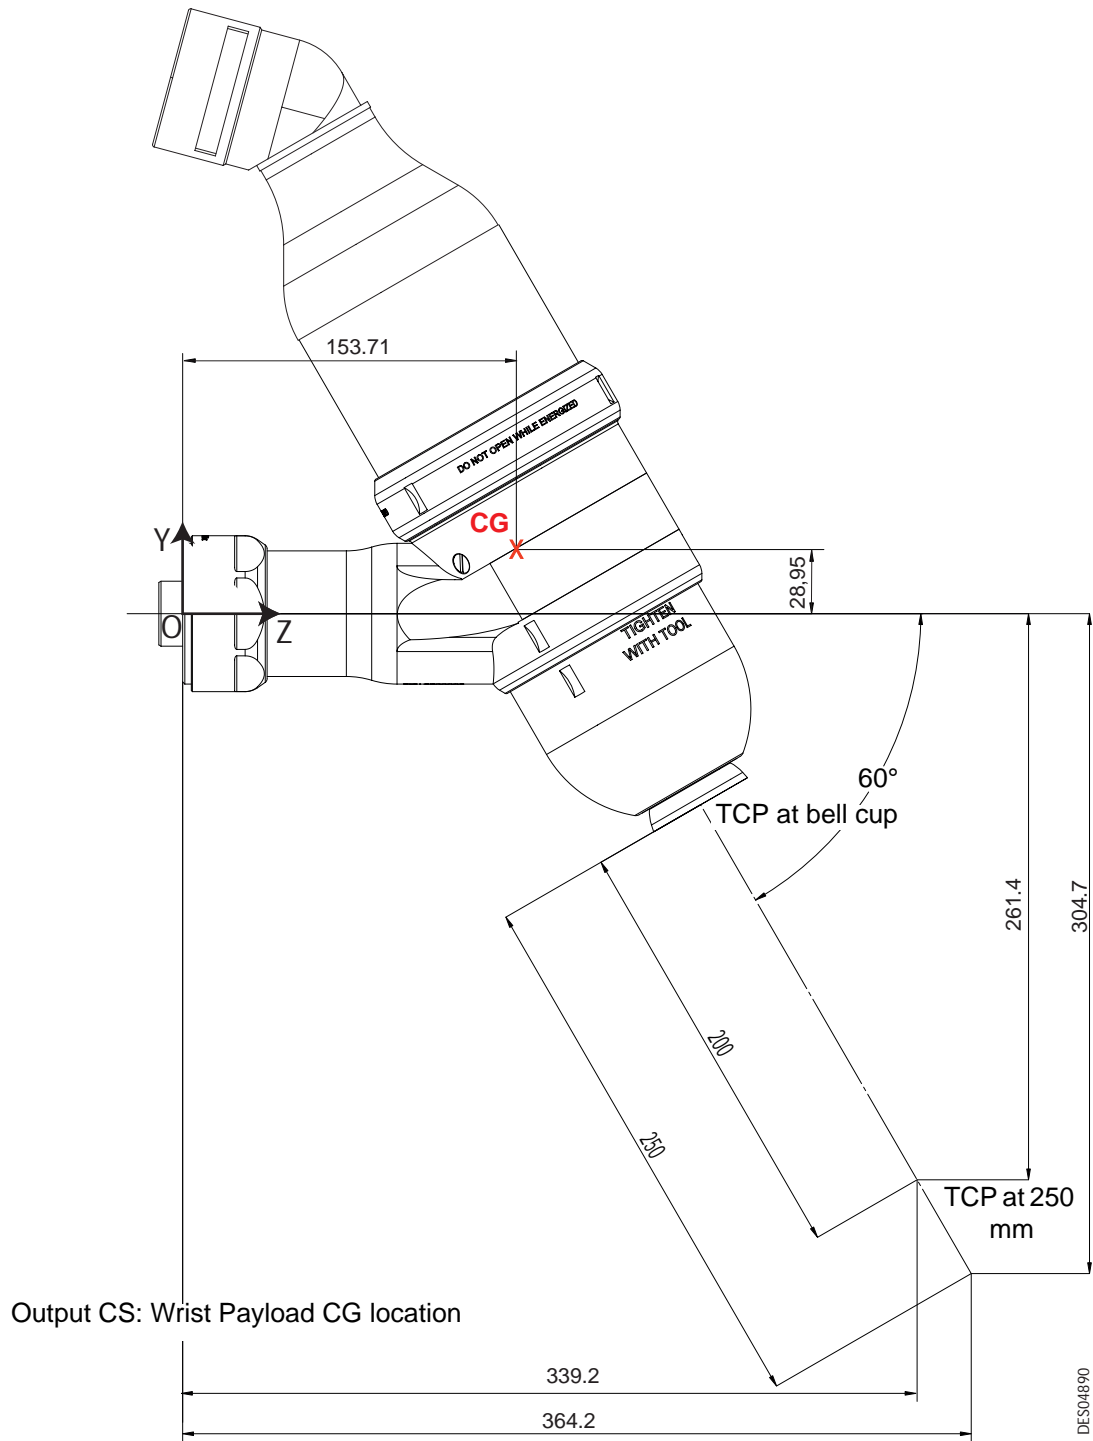 153.71
DO NOT OPEN WHILE ENERGIZED
CG
X
Y
28,95
O
Z
TIGHTEN
WITH TOOL
60°
TCP at bell cup
261.4
304.7
200
250
TCP at 250
mm
Output CS: Wrist Payload CG location
339.2
364.2
DES04890